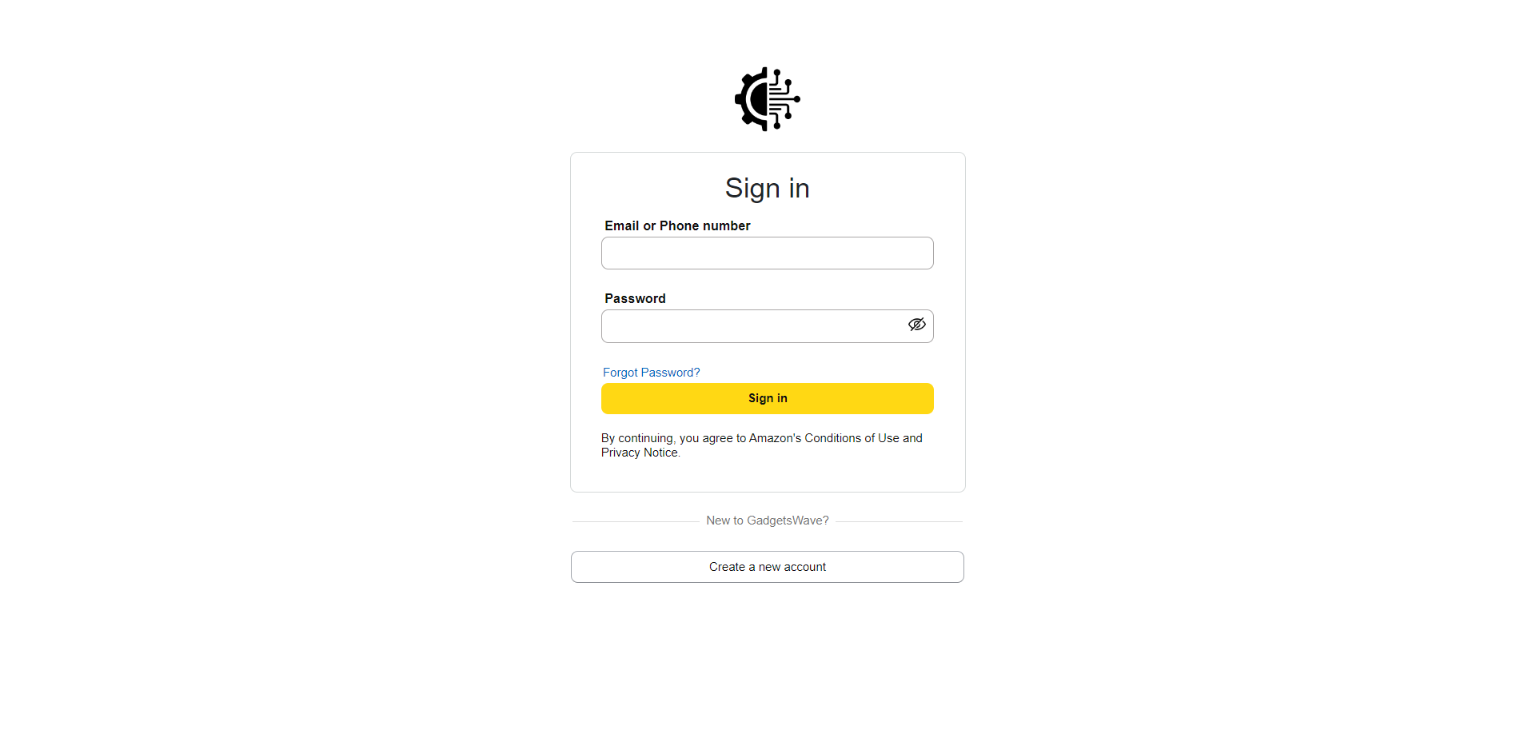 Sign in
Email or Phone number
Password
Forgot Password?
Sign in
By continuing, you agree to Amazon's Conditions of Use and
Privacy Notice.
New to GadgetsWave?
Create a new account